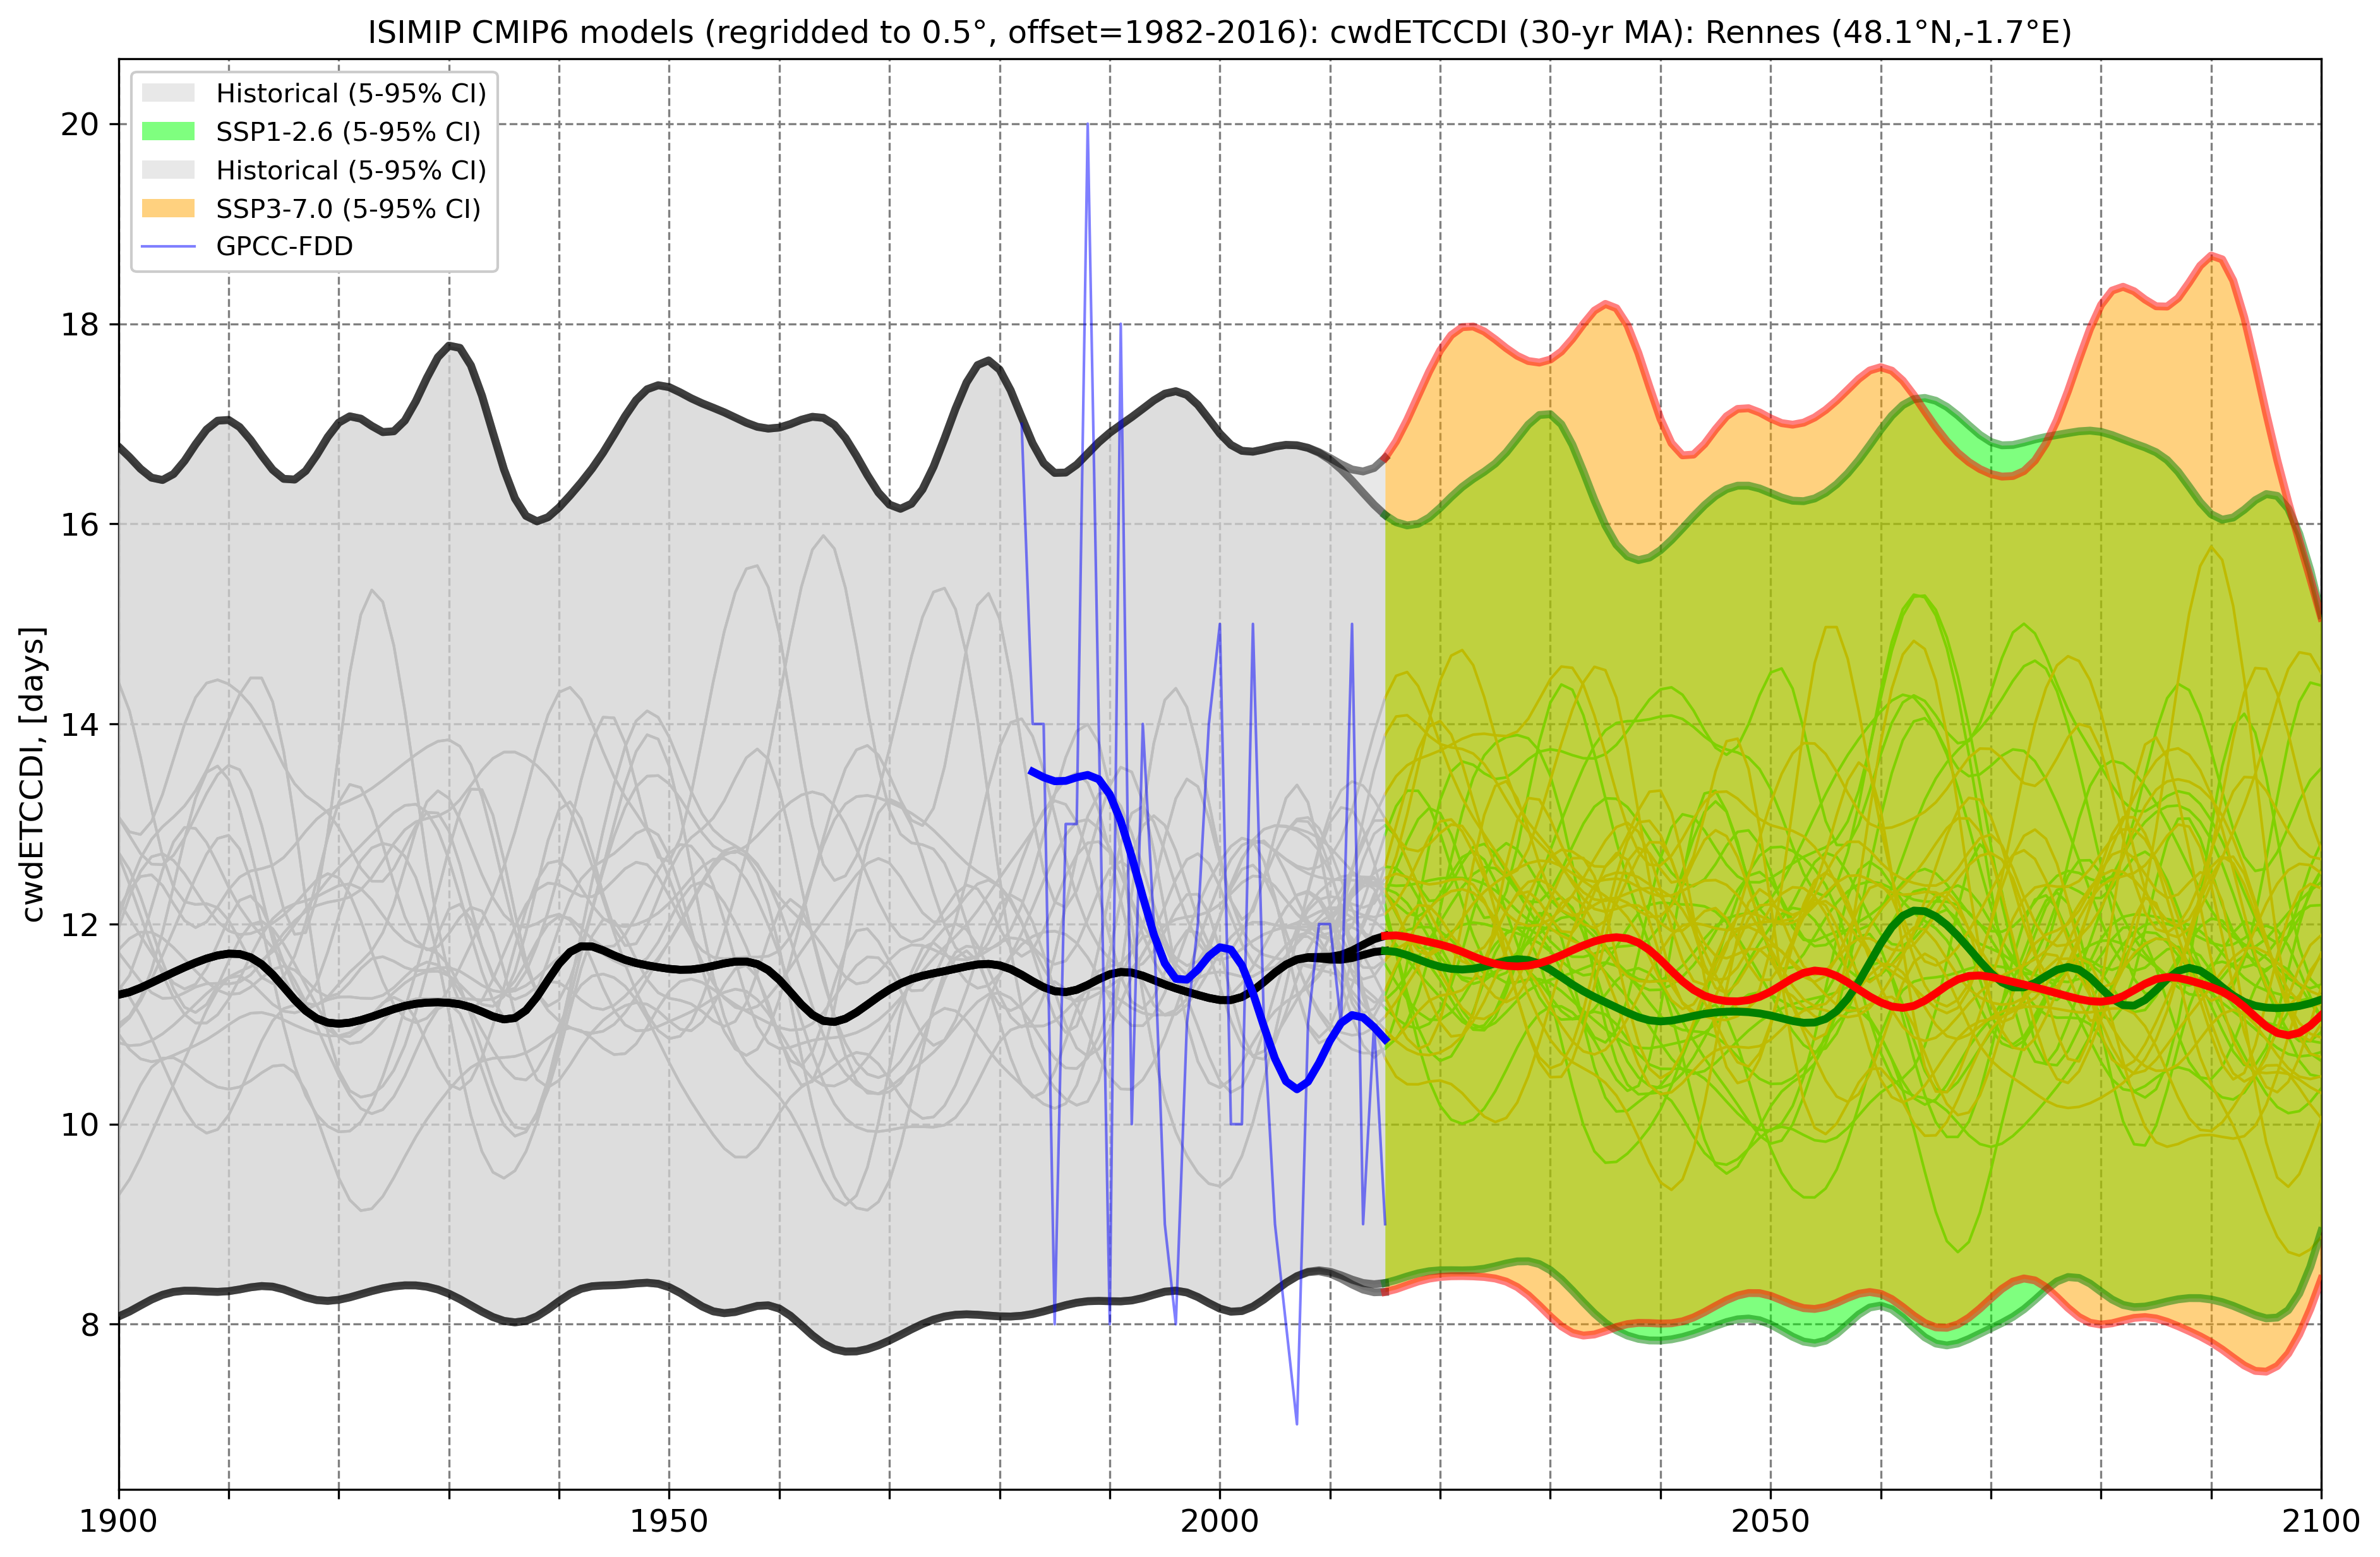 ISIMIP CMIP6 models (regridded to 0.5°, offset=1982-2016): cwdETCCDI (30-yr MA): Rennes (48.1°N,-1.7°E)
Historical (5-95% CI)
SSP1-2.6 (5-95% CI)
Historical (5-95% CI)
SSP3-7.0 (5-95% CI)
GPCC-FDD
cwdETCCDI, [days]
20
18
16
14
12
10
8
1900 1950 2000 2050 2100